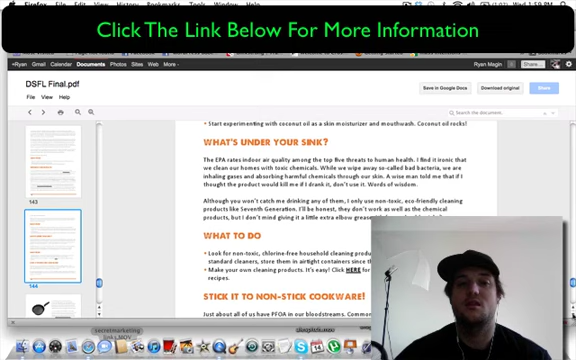 Firefox File Edit View History Bookmarks Tools Window Help
1:59 PM
Click The Link Below For More Information
+Ryan Gmail Calendar Documents Photos Sites Web More
Ryan Magin
Share...
DSFL Final.pdf
File View Help
Save in Google Docs
Download original
Share
Search the document.
• Start experimenting with coconut oil as a skin moisturizer and mouthwash. Coconut oil rocks!
WHAT'S UNDER YOUR SINK?
The EPA rates indoor air quality among the top five threats to human health. I find it ironic that
we clean our homes with toxic chemicals. While we wipe away so-called bad bacteria, we are
inhaling gases and absorbing harmful chemicals through our skin. A wise man told me that if I
thought the product would kill me if I drank it, don't use it. Words of wisdom.
Although you won't catch me drinking any of them, I only use non-toxic, eco-friendly cleaning
products like Seventh Generation. I'll be honest, they don't work as well as the chemical
products, but I don't mind giving it a little extra elbow grease
WHAT TO DO
• Look for non-toxic, chlorine-free household cleaning
standard cleaners, store them in airtight containers since
• Make your own cleaning products. It's easy! Click HERE for
recipes.
STICK IT TO NON-STICK COOKWARE!
Just about all of us have PFOA in our bloodstreams.
143
144
secretmarketing
links.MOV